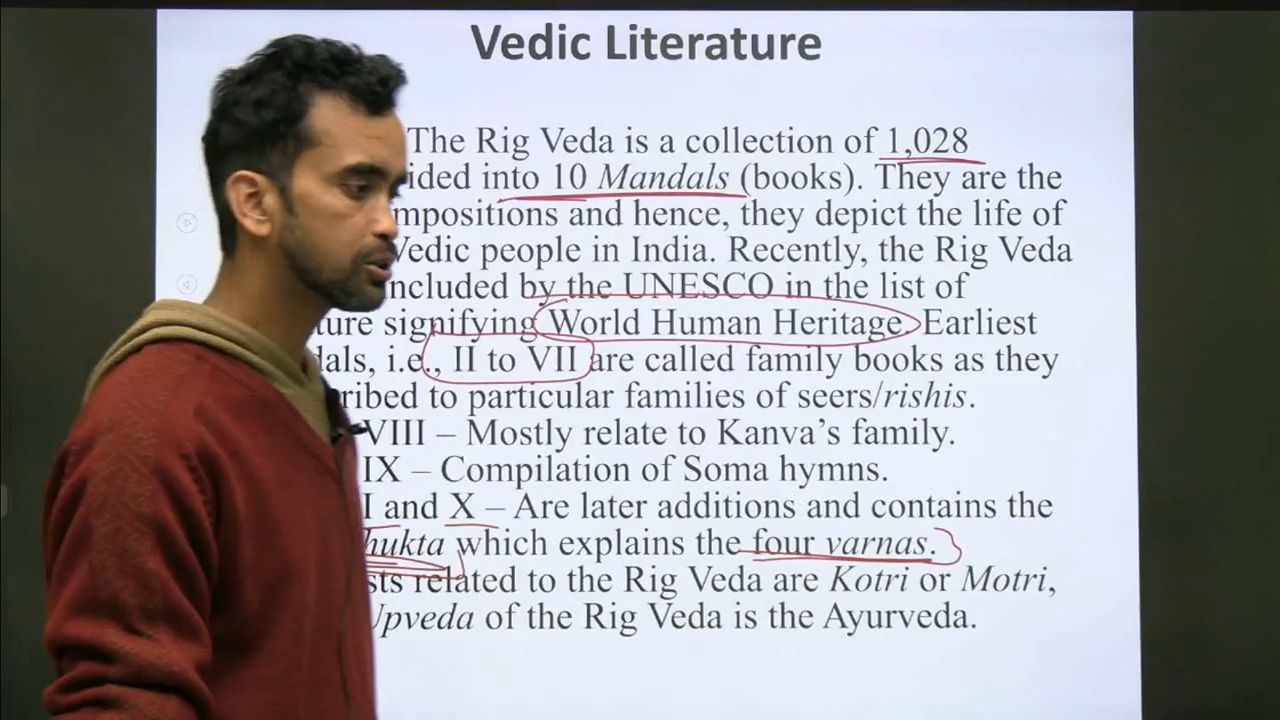 Vedic Literature
The Rig Veda is a collection of 1,028
ided into 10 Mandals (books). They are the
mpositions and hence, they depict the life of
Vedic people in India. Recently, the Rig Veda
ncluded by the UNESCO in the list of
ture signifying World Human Heritage. Earliest
dals, i.e., II to VII are called family books as they
ribed to particular families of seers/rishis.
VIII – Mostly relate to Kanva's family.
IX – Compilation of Soma hymns.
I and X – Are later additions and contains the
hukta which explains the four varnas.
sts related to the Rig Veda are Kotri or Motri,
Upveda of the Rig Veda is the Ayurveda.